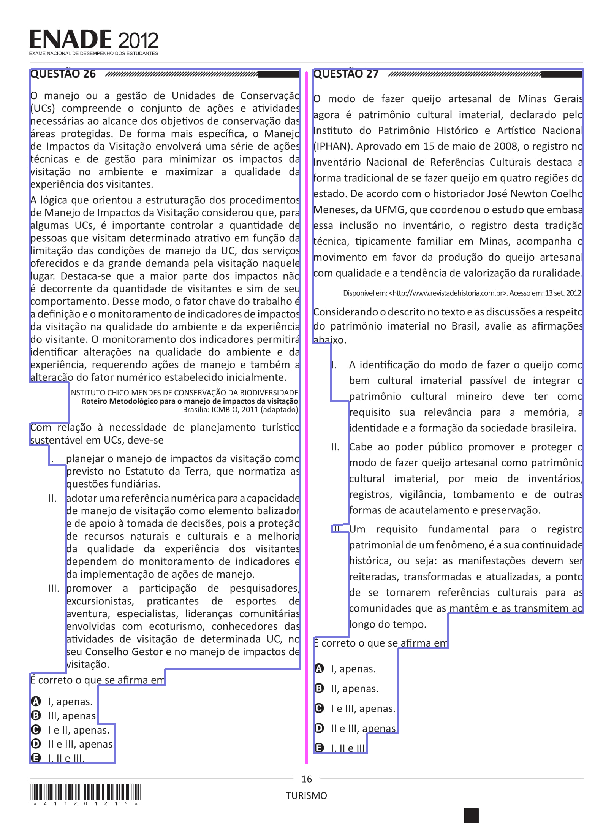 ENADE 2012
EXAME NACIONAL DE DESEMPENHO DOS ESTUDANTES
QUESTÃO 26
O manejo ou a gestão de Unidades de Conservação
(UCs) compreende o conjunto de ações e atividades
necessárias ao alcance dos objetivos de conservação das
áreas protegidas. De forma mais específica, o Manejo
de Impactos da Visitação envolverá uma série de ações
técnicas e de gestão para minimizar os impactos da
visitação no ambiente e maximizar a qualidade da
experiência dos visitantes.
A lógica que orientou a estruturação dos procedimentos
de Manejo de Impactos da Visitação considerou que, para
algumas UCs, é importante controlar a quantidade de
pessoas que visitam determinado atrativo em função da
limitação das condições de manejo da UC, dos serviços
oferecidos e da grande demanda pela visitação naquele
lugar. Destaca-se que a maior parte dos impactos não
é decorrente da quantidade de visitantes e sim de seu
comportamento. Desse modo, o fator chave do trabalho é
a definição e o monitoramento de indicadores de impactos
da visitação na qualidade do ambiente e da experiência
do visitante. O monitoramento dos indicadores permitirá
identificar alterações na qualidade do ambiente e da
experiência, requerendo ações de manejo e também a
alteração do fator numérico estabelecido inicialmente.
INSTITUTO CHICO MENDES DE CONSERVAÇÃO DA BIODIVERSIDADE.
Roteiro Metodológico para o manejo de impactos da visitação
Brasília: ICMBIO, 2011 (adaptado)
Com relação à necessidade de planejamento turístico
sustentável em UCs, deve-se
I. planejar o manejo de impactos da visitação como
previsto no Estatuto da Terra, que normatiza as
questões fundiárias.
II. adotar uma referência numérica para a capacidade
de manejo de visitação como elemento balizador
e de apoio à tomada de decisões, pois a proteção
de recursos naturais e culturais e a melhoria
da qualidade da experiência dos visitantes
dependem do monitoramento de indicadores e
da implementação de ações de manejo.
III. promover a participação de pesquisadores,
excursionistas, praticantes de esportes de
aventura, especialistas, lideranças comunitárias
envolvidas com ecoturismo, conhecedores das
atividades de visitação de determinada UC, no
seu Conselho Gestor e no manejo de impactos de
visitação.
É correto o que se afirma em
A I, apenas.
B III, apenas
C I e II, apenas.
D II e III, apenas
E I, II e III.
QUESTÃO 27
O modo de fazer queijo artesanal de Minas Gerais
agora é patrimônio cultural imaterial, declarado pelo
Instituto do Patrimônio Histórico e Artístico Nacional
(IPHAN). Aprovado em 15 de maio de 2008, o registro no
Inventário Nacional de Referências Culturais destaca a
forma tradicional de se fazer queijo em quatro regiões do
estado. De acordo com o historiador José Newton Coelho
Meneses, da UFMG, que coordenou o estudo que embasa
essa inclusão no inventário, o registro desta tradição
técnica, tipicamente familiar em Minas, acompanha o
movimento em favor da produção do queijo artesanal
com qualidade e a tendência de valorização da ruralidade.
Disponível em: <http://www.revistadehistoria.com.br>. Acesso em: 13 set. 2012
Considerando o descrito no texto e as discussões a respeito
do patrimônio imaterial no Brasil, avalie as afirmações
abaixo.
I. A identificação do modo de fazer o queijo como
bem cultural imaterial passível de integrar o
patrimônio cultural mineiro deve ter como
requisito sua relevância para a memória, a
identidade e a formação da sociedade brasileira.
II. Cabe ao poder público promover e proteger o
modo de fazer queijo artesanal como patrimônio
cultural imaterial, por meio de inventários,
registros, vigilância, tombamento e de outras
formas de acautelamento e preservação.
III. Um requisito fundamental para o registro
patrimonial de um fenômeno, é a sua continuidade
histórica, ou seja: as manifestações devem ser
reiteradas, transformadas e atualizadas, a ponto
de se tornarem referências culturais para as
comunidades que as mantêm e as transmitem ao
longo do tempo.
É correto o que se afirma em
A I, apenas.
B II, apenas.
C I e III, apenas.
D II e III, apenas
E I, II e III
16
TURISMO